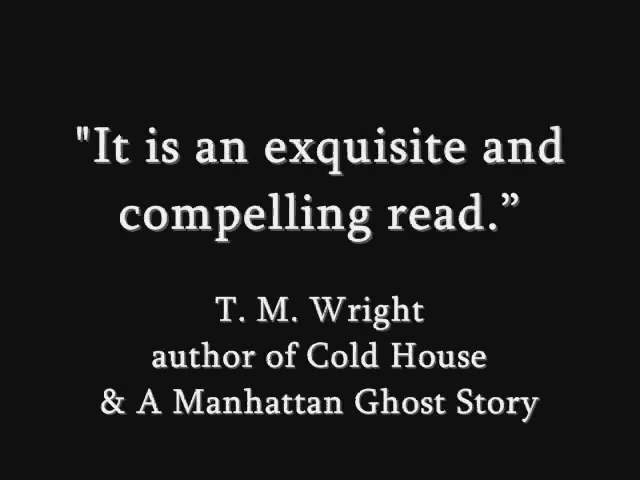 "It is an exquisite and
compelling read.”
T. M. Wright
author of Cold House
& A Manhattan Ghost Story